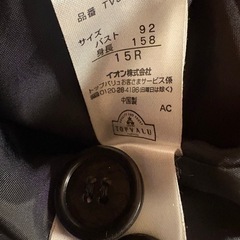 品番 TV
サイズ
バスト 92
身長 158
15R
イオン株式会社
トップバリュお客さまサービス係
中国製 AC
TOPVALU